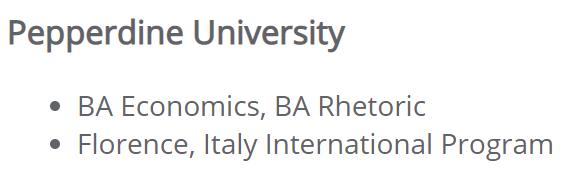 Pepperdine University
• BA Economics, BA Rhetoric
• Florence, Italy International Program